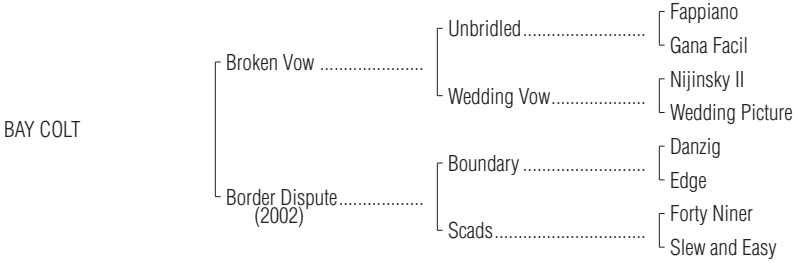 Fappiano
Unbridled..........................
Gana Facil
Broken Vow ......................
Nijinsky II
Wedding Vow....................
Wedding Picture
BAY COLT
Danzig
Boundary ..........................
Edge
Border Dispute..................
(2002)
Forty Niner
Scads................................
Slew and Easy